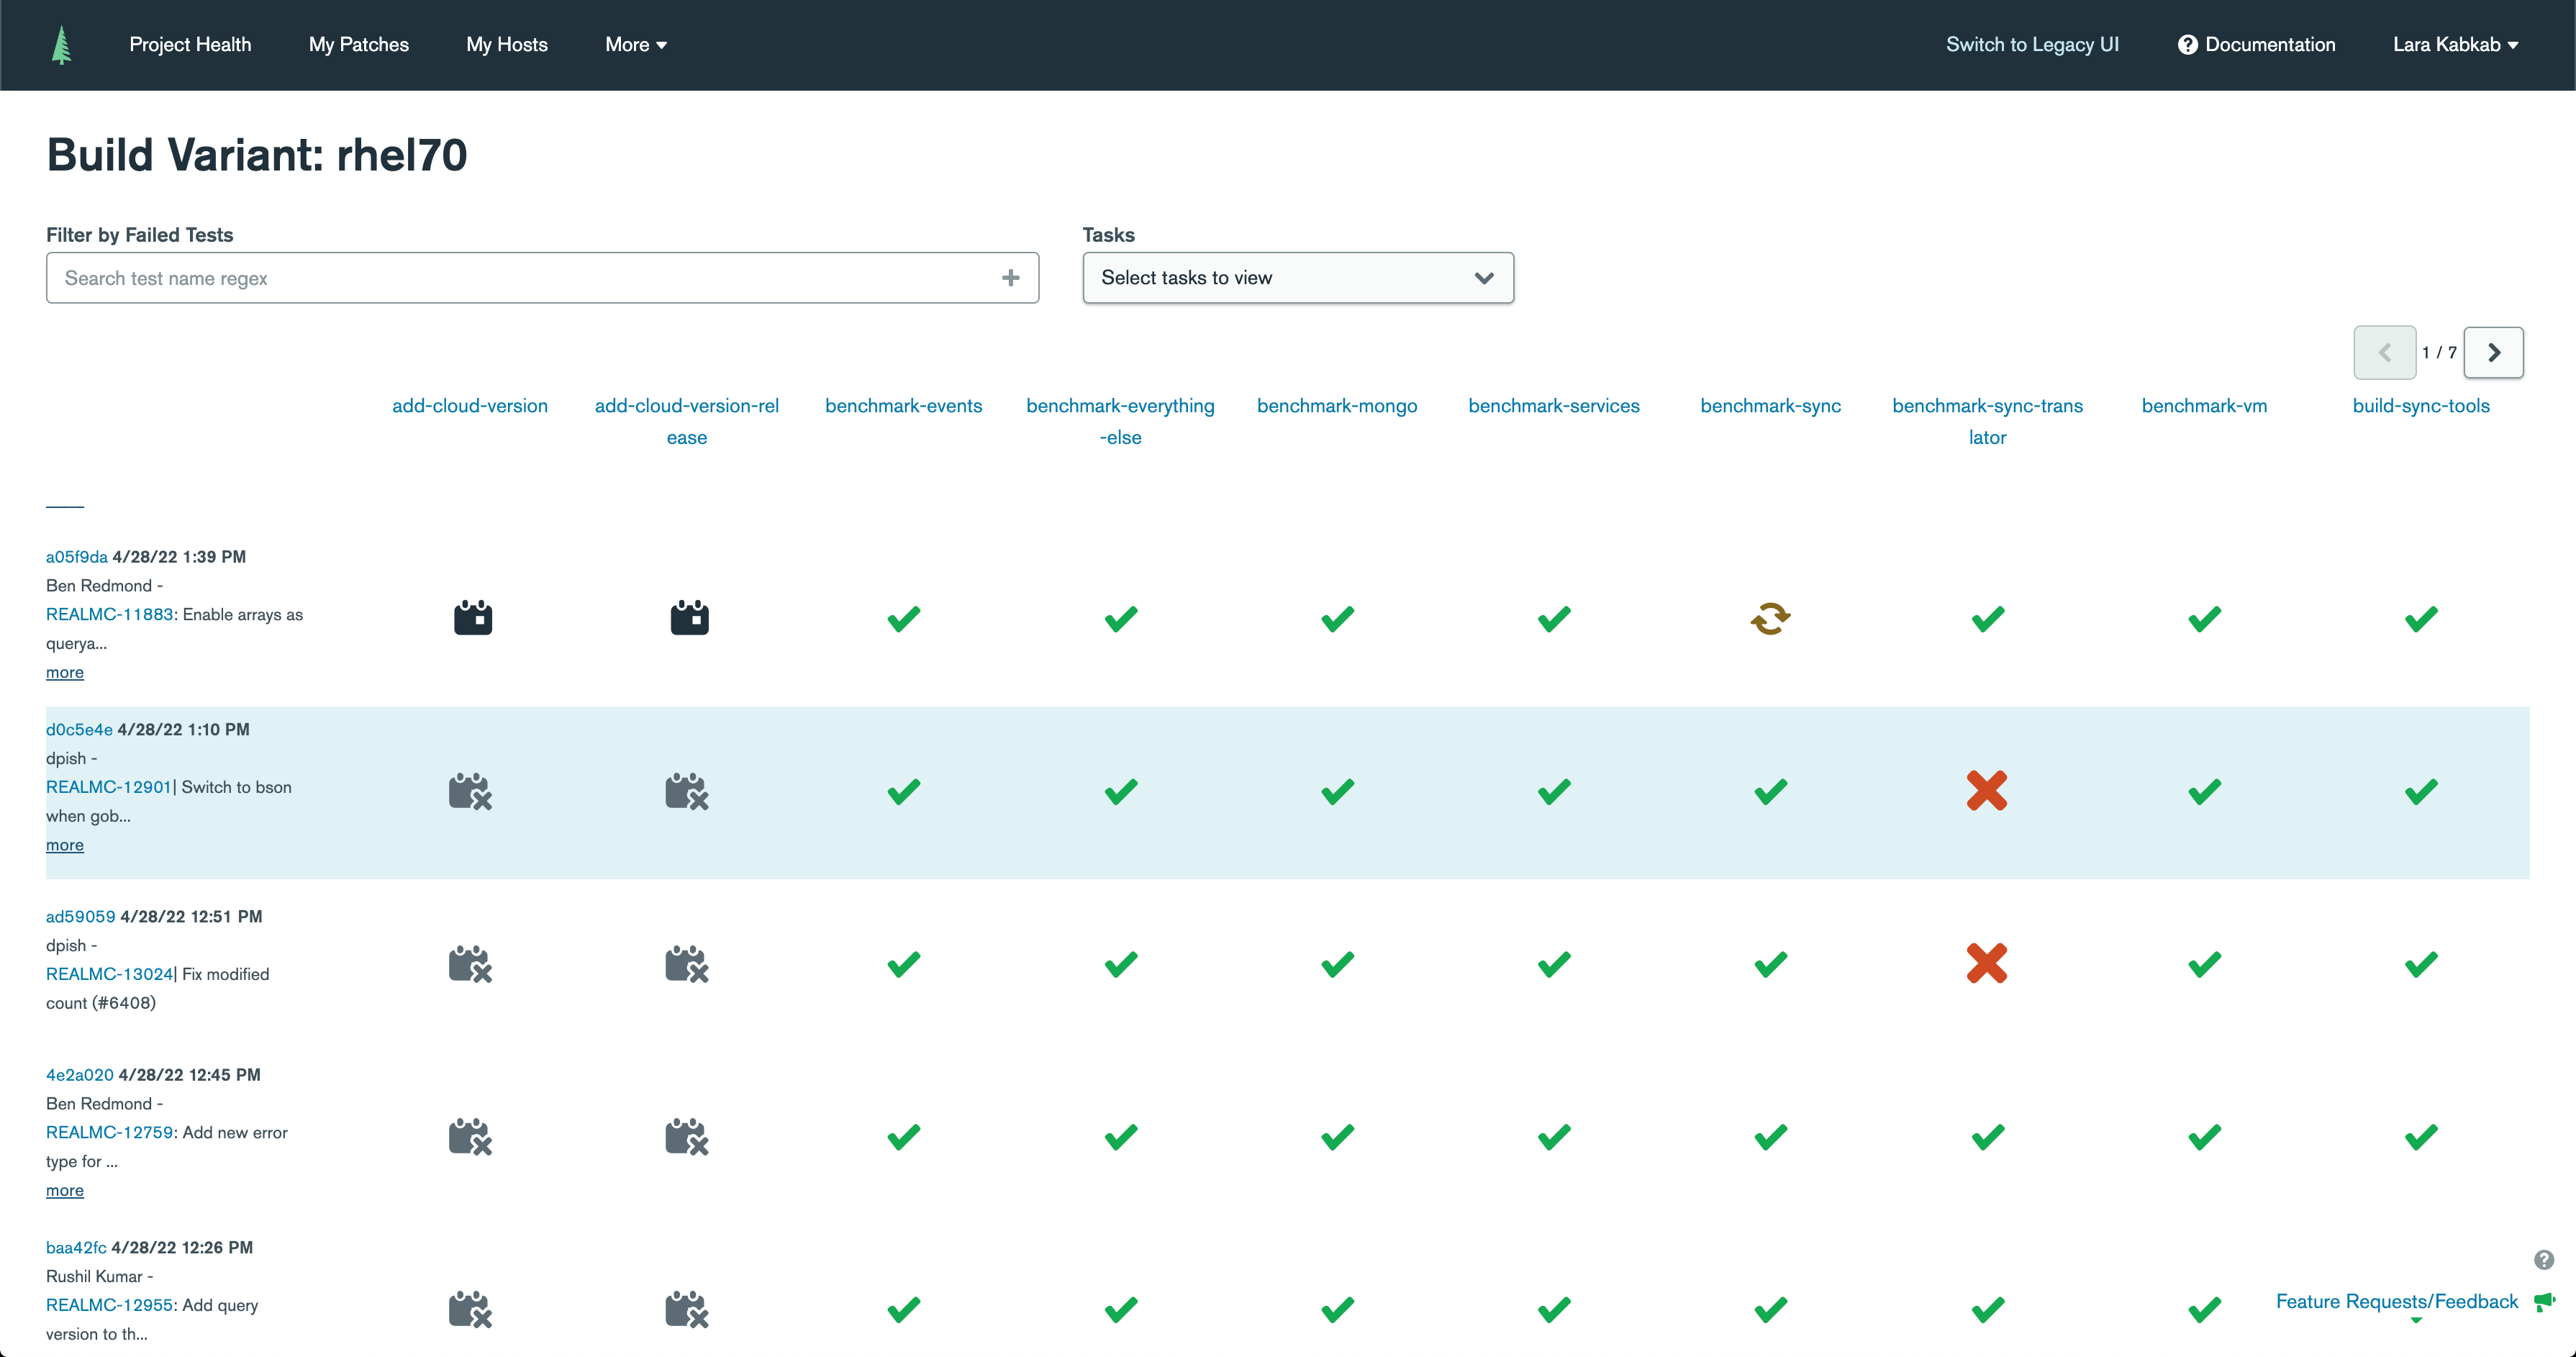 Project Health
My Patches
My Hosts
More
Switch to Legacy UI
Documentation
Lara Kabkab
Build Variant: rhel70
Filter by Failed Tests
Search test name regex
Tasks
Select tasks to view
1 / 7
add-cloud-version
add-cloud-version-rel
ease
benchmark-events
benchmark-everything
-else
benchmark-mongo
benchmark-services
benchmark-sync
benchmark-sync-trans
lator
benchmark-vm
build-sync-tools
a05f9da 4/28/22 1:39 PM
Ben Redmond -
REALMC-11883: Enable arrays as
querya...
more
d0c5e4e 4/28/22 1:10 PM
dpish -
REALMC-12901| Switch to bson
when gob...
more
ad59059 4/28/22 12:51 PM
dpish -
REALMC-13024| Fix modified
count (#6408)
4e2a020 4/28/22 12:45 PM
Ben Redmond -
REALMC-12759: Add new error
type for ...
more
baa42fc 4/28/22 12:26 PM
Rushil Kumar -
REALMC-12955: Add query
version to th...
Feature Requests/Feedback